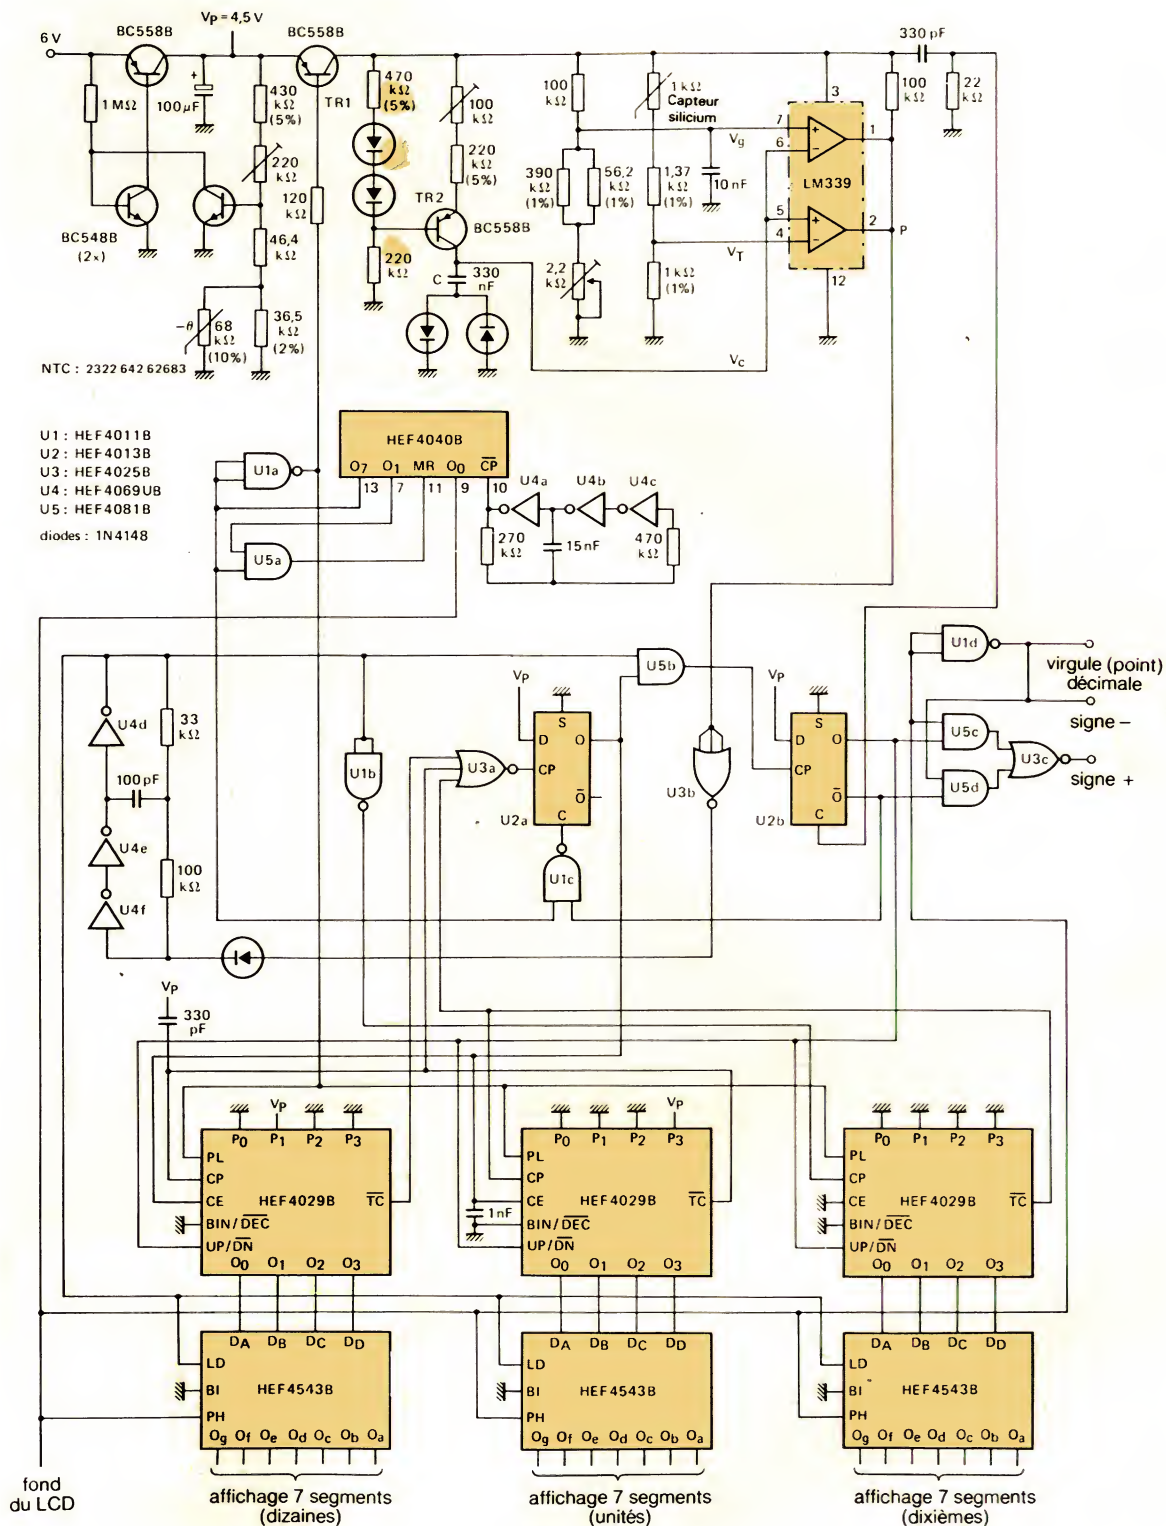 6 V
BC558B
Vp = 4,5 V
BC558B
330 pF
1 MΩ
+
100 µF
430 kΩ (5%)
TR1
470 kΩ (5%)
100 kΩ
100 kΩ
1 kΩ
Capteur silicium
3
100 kΩ
22 kΩ
220 kΩ
120 kΩ
220 kΩ (5%)
Vg
7
6
+
−
1
LM339
390 kΩ (1%)
56,2 kΩ (1%)
1,37 kΩ (1%)
10 nF
TR2
BC558B
5
4
+
−
2
P
BC548B (2x)
46,4 kΩ
220 kΩ
C
330 nF
2,2 kΩ
VT
1 kΩ (1%)
12
−θ
68 kΩ (10%)
36,5 kΩ (2%)
Vc
NTC : 2322 642 62683
U1 : HEF4011B
U2 : HEF4013B
U3 : HEF4025B
U4 : HEF4069UB
U5 : HEF4081B
diodes : 1N4148
HEF4040B
O7 O1 MR O0 CP̅
13 7 11 9 10
U1a
U5a
U4a U4b U4c
270 kΩ
15 nF
470 kΩ
U4d
33 kΩ
100 pF
U4e
100 kΩ
U4f
U1b
U3a
Vp
S
D O
CP
O̅
C
U2a
U1c
U5b
U3b
Vp
S
D O
CP
O̅
C
U2b
U1d
U5c
U5d
U3c
virgule (point) décimale
signe −
signe +
Vp
330 pF
Vp
P0 P1 P2 P3
PL
CP
CE
HEF4029B
T̅C̅
BIN/D̅E̅C̅
UP/D̅N̅
O0 O1 O2 O3
1 nF
Vp
P0 P1 P2 P3
PL
CP
CE
HEF4029B
T̅C̅
BIN/D̅E̅C̅
UP/D̅N̅
O0 O1 O2 O3
P0 P1 P2 P3
PL
CP
CE
HEF4029B
T̅C̅
BIN/D̅E̅C̅
UP/D̅N̅
O0 O1 O2 O3
DA DB DC DD
LD
BI
HEF4543B
PH
Og Of Oe Od Oc Ob Oa
DA DB DC DD
LD
BI
HEF4543B
PH
Og Of Oe Od Oc Ob Oa
DA DB DC DD
LD
BI
HEF4543B
PH
Og Of Oe Od Oc Ob Oa
fond du LCD
affichage 7 segments (dizaines)
affichage 7 segments (unités)
affichage 7 segments (dixièmes)